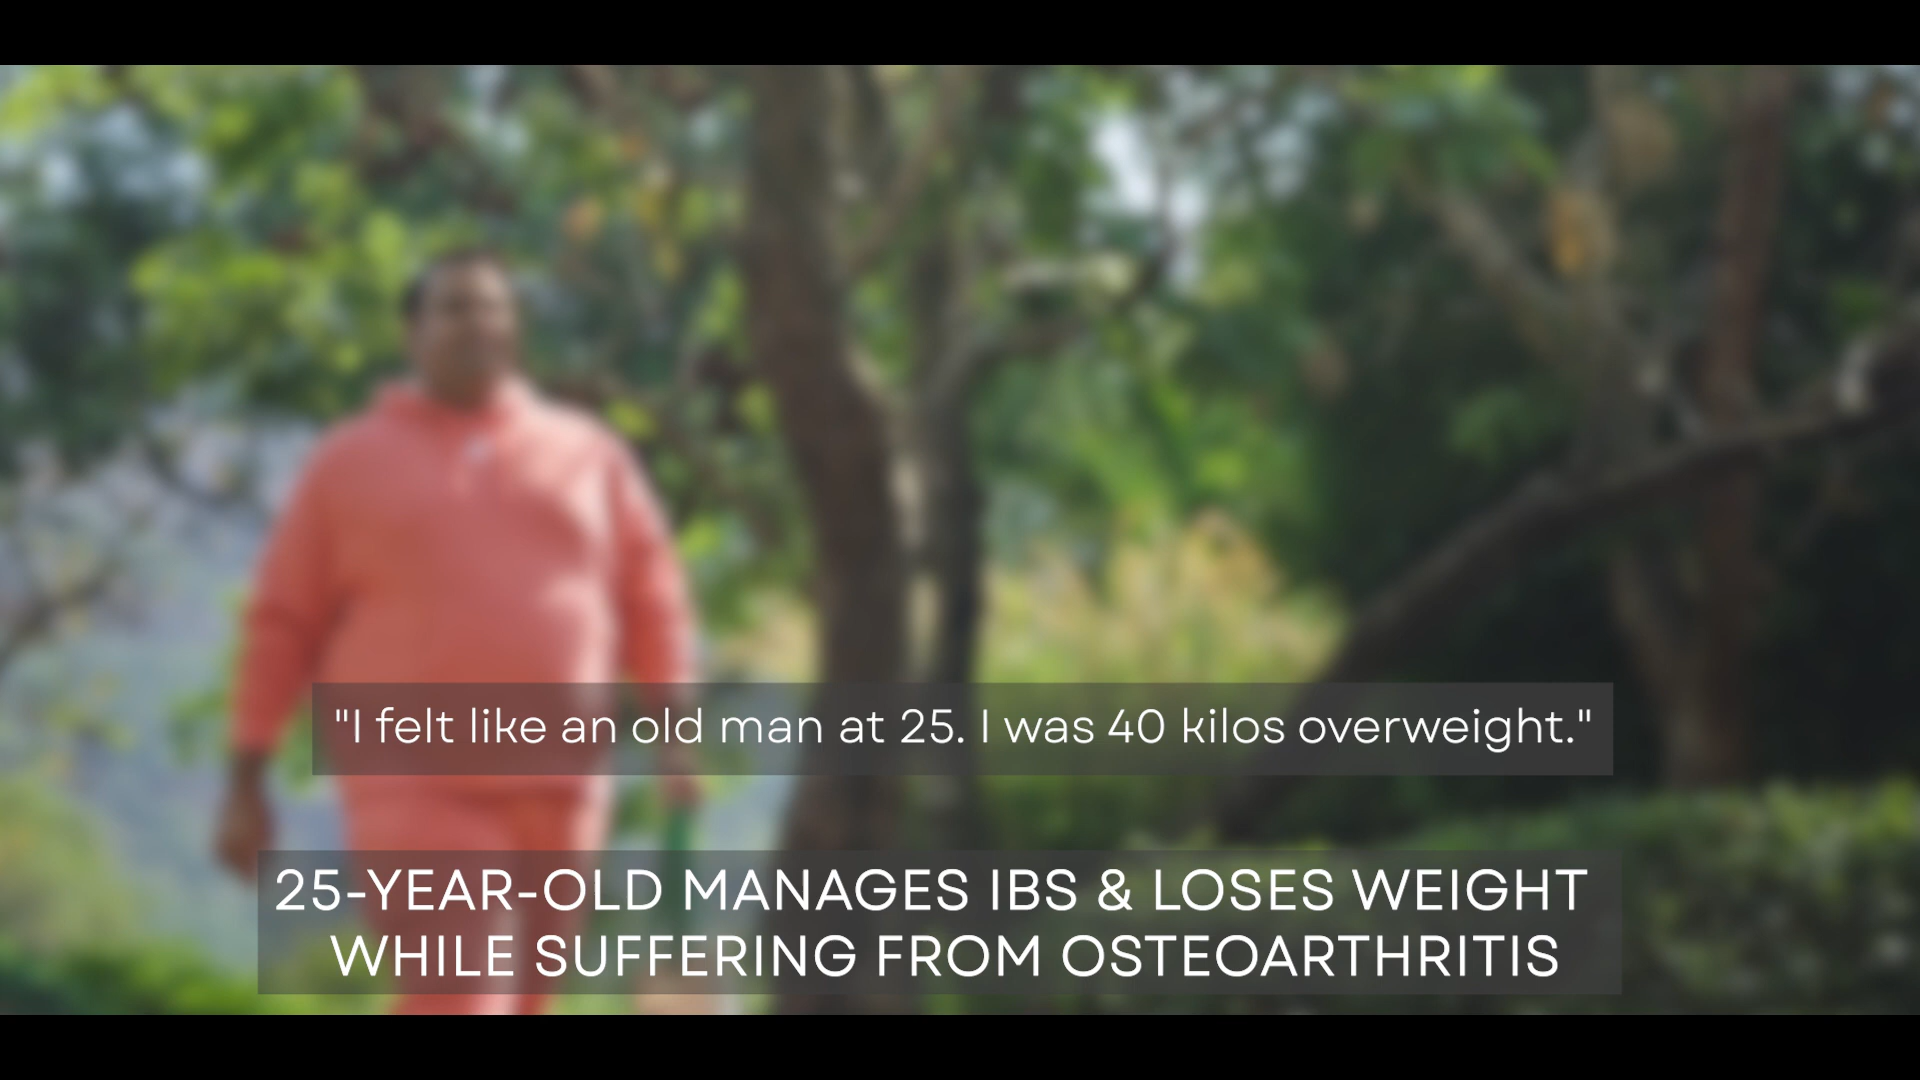 "I felt like an old man at 25. I was 40 kilos overweight."
25-YEAR-OLD MANAGES IBS & LOSES WEIGHT
WHILE SUFFERING FROM OSTEOARTHRITIS